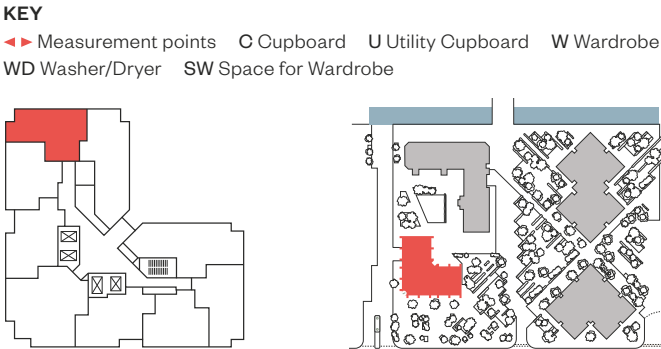 KEY
◄► Measurement points C Cupboard U Utility Cupboard W Wardrobe
WD Washer/Dryer SW Space for Wardrobe